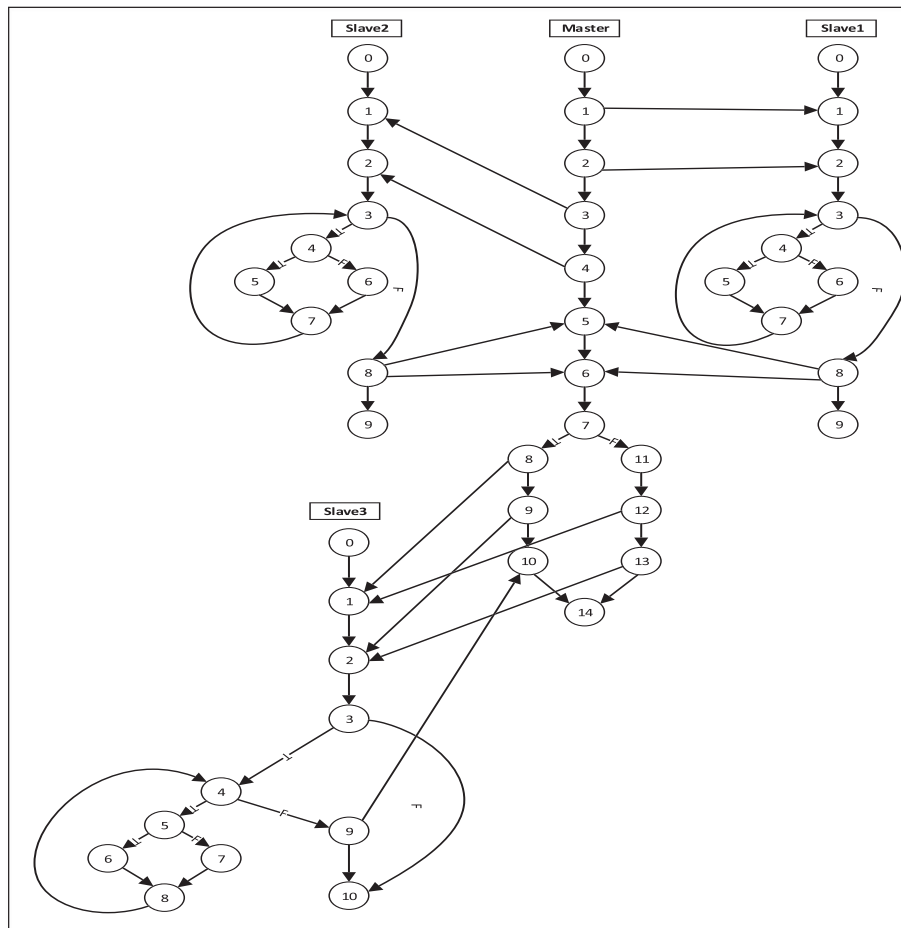 Slave2 Master Slave1
0 0 0
1 1 1
2 2 2
3 3 3
T T
4 4 4
T F T F
5 6 5 6
F F
7 5 7
8 6 8
9 7 9
T F
8 11
Slave3 9 12
0
10 13
1 14
2
3
T
4
F
T F
5 9
T F
6 7
8 10